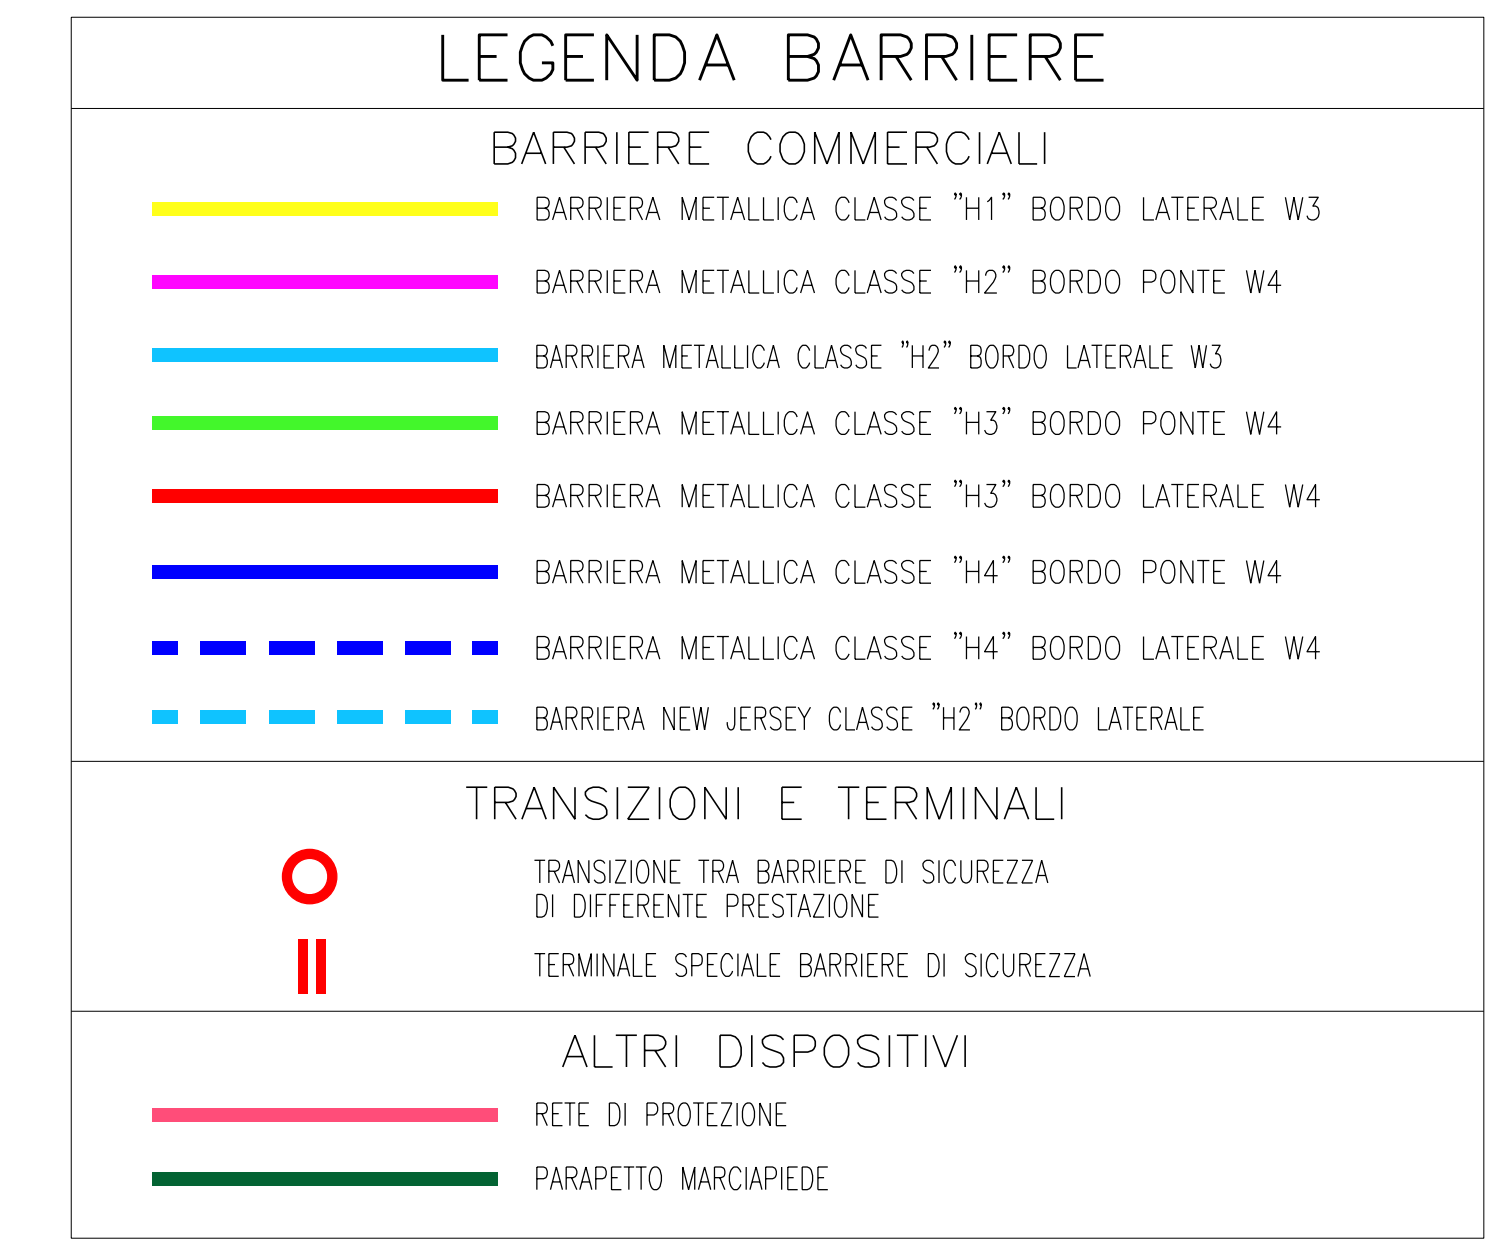 LEGENDA BARRIERE
BARRIERE COMMERCIALI
BARRIERA METALLICA CLASSE "H1" BORDO LATERALE W3
BARRIERA METALLICA CLASSE "H2" BORDO PONTE W4
BARRIERA METALLICA CLASSE "H2" BORDO LATERALE W3
BARRIERA METALLICA CLASSE "H3" BORDO PONTE W4
BARRIERA METALLICA CLASSE "H3" BORDO LATERALE W4
BARRIERA METALLICA CLASSE "H4" BORDO PONTE W4
BARRIERA METALLICA CLASSE "H4" BORDO LATERALE W4
BARRIERA NEW JERSEY CLASSE "H2" BORDO LATERALE
TRANSIZIONI E TERMINALI
TRANSIZIONE TRA BARRIERE DI SICUREZZA
DI DIFFERENTE PRESTAZIONE
TERMINALE SPECIALE BARRIERE DI SICUREZZA
ALTRI DISPOSITIVI
RETE DI PROTEZIONE
PARAPETTO MARCIAPIEDE